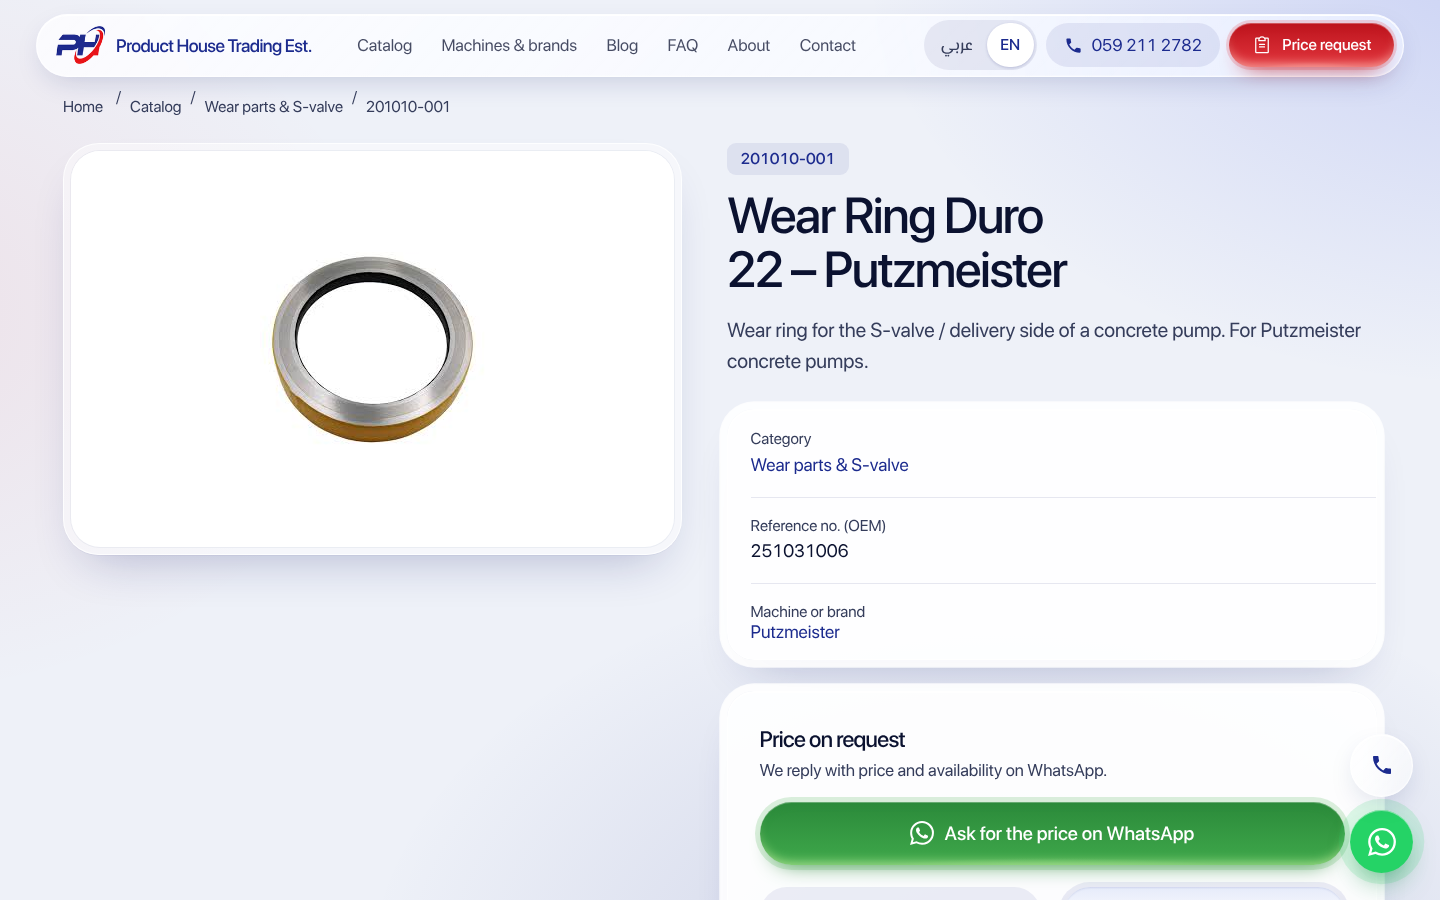 PH Product House Trading Est.
Catalog
Machines & brands
Blog
FAQ
About
Contact
عربي
EN
059 211 2782
Price request
Home / Catalog / Wear parts & S-valve / 201010-001
201010-001
Wear Ring Duro
22 – Putzmeister
Wear ring for the S-valve / delivery side of a concrete pump. For Putzmeister
concrete pumps.
Category
Wear parts & S-valve
Reference no. (OEM)
251031006
Machine or brand
Putzmeister
Price on request
We reply with price and availability on WhatsApp.
Ask for the price on WhatsApp